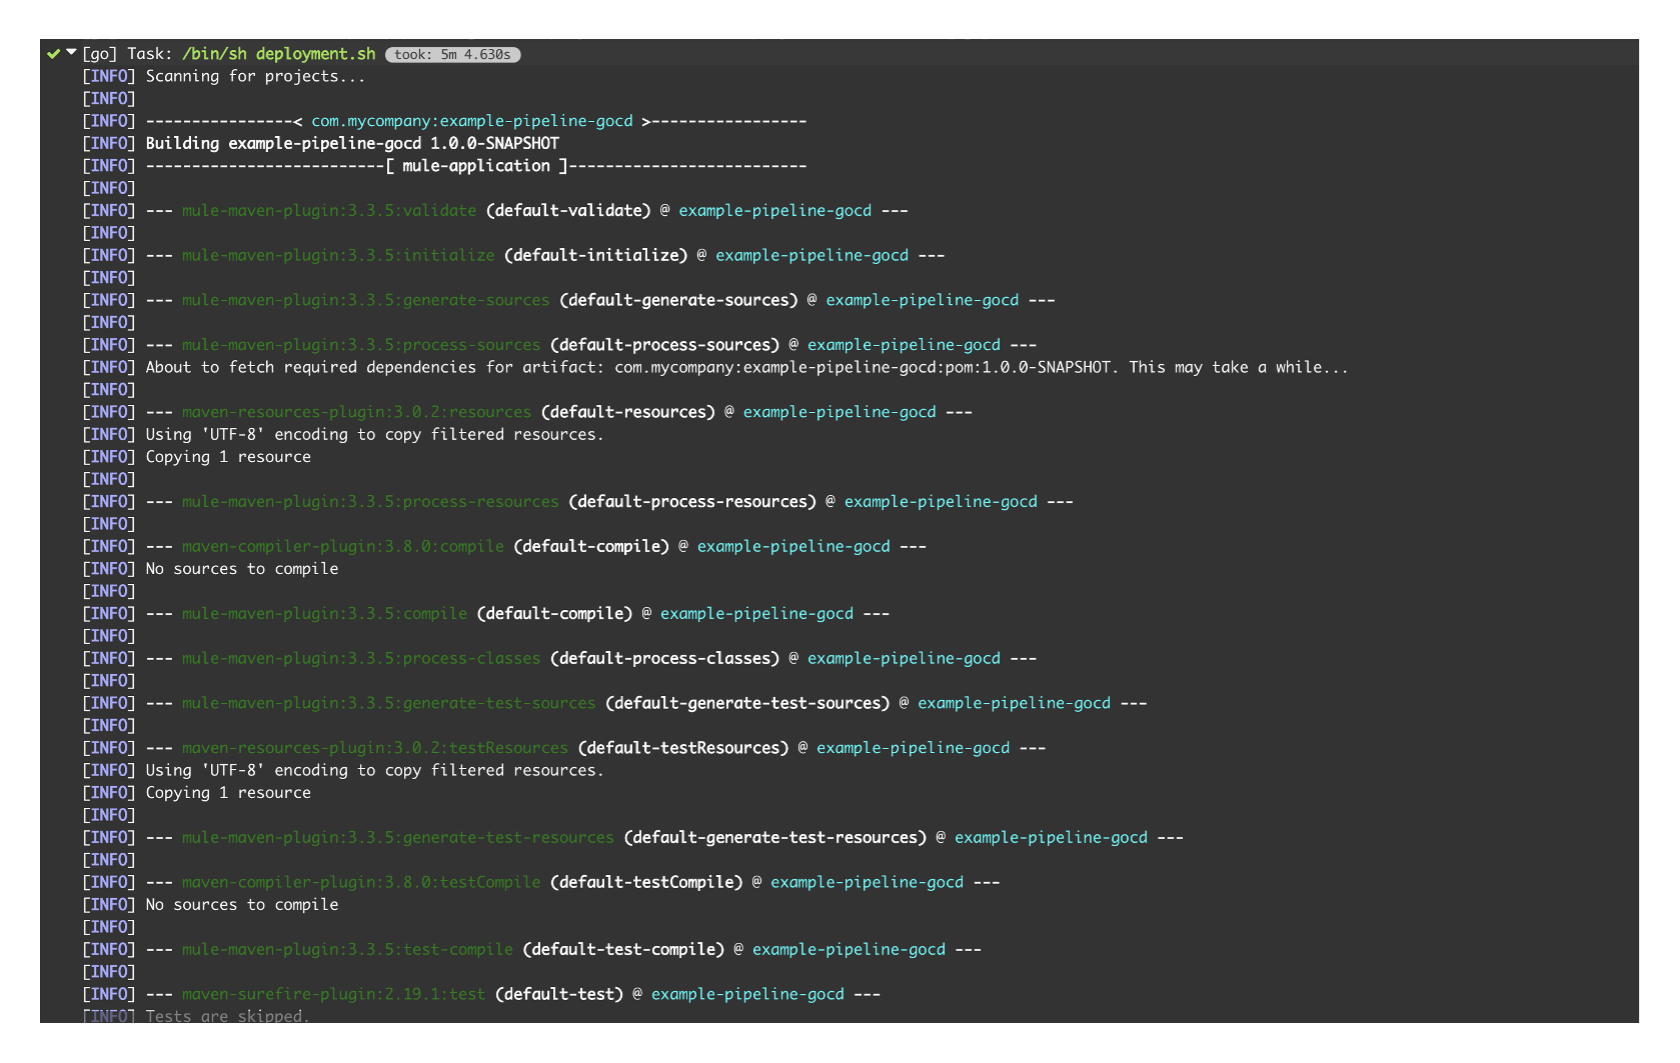 [go] Task: /bin/sh deployment.sh took: 5m 4.630s
[INFO] Scanning for projects...
[INFO]
[INFO] ----------------< com.mycompany:example-pipeline-gocd >-----------------
[INFO] Building example-pipeline-gocd 1.0.0-SNAPSHOT
[INFO] --------------------------[ mule-application ]--------------------------
[INFO]
[INFO] --- mule-maven-plugin:3.3.5:validate (default-validate) @ example-pipeline-gocd ---
[INFO]
[INFO] --- mule-maven-plugin:3.3.5:initialize (default-initialize) @ example-pipeline-gocd ---
[INFO]
[INFO] --- mule-maven-plugin:3.3.5:generate-sources (default-generate-sources) @ example-pipeline-gocd ---
[INFO]
[INFO] --- mule-maven-plugin:3.3.5:process-sources (default-process-sources) @ example-pipeline-gocd ---
[INFO] About to fetch required dependencies for artifact: com.mycompany:example-pipeline-gocd:pom:1.0.0-SNAPSHOT. This may take a while...
[INFO]
[INFO] --- maven-resources-plugin:3.0.2:resources (default-resources) @ example-pipeline-gocd ---
[INFO] Using 'UTF-8' encoding to copy filtered resources.
[INFO] Copying 1 resource
[INFO]
[INFO] --- mule-maven-plugin:3.3.5:process-resources (default-process-resources) @ example-pipeline-gocd ---
[INFO]
[INFO] --- maven-compiler-plugin:3.8.0:compile (default-compile) @ example-pipeline-gocd ---
[INFO] No sources to compile
[INFO]
[INFO] --- mule-maven-plugin:3.3.5:compile (default-compile) @ example-pipeline-gocd ---
[INFO]
[INFO] --- mule-maven-plugin:3.3.5:process-classes (default-process-classes) @ example-pipeline-gocd ---
[INFO]
[INFO] --- mule-maven-plugin:3.3.5:generate-test-sources (default-generate-test-sources) @ example-pipeline-gocd ---
[INFO]
[INFO] --- maven-resources-plugin:3.0.2:testResources (default-testResources) @ example-pipeline-gocd ---
[INFO] Using 'UTF-8' encoding to copy filtered resources.
[INFO] Copying 1 resource
[INFO]
[INFO] --- mule-maven-plugin:3.3.5:generate-test-resources (default-generate-test-resources) @ example-pipeline-gocd ---
[INFO]
[INFO] --- maven-compiler-plugin:3.8.0:testCompile (default-testCompile) @ example-pipeline-gocd ---
[INFO] No sources to compile
[INFO]
[INFO] --- mule-maven-plugin:3.3.5:test-compile (default-test-compile) @ example-pipeline-gocd ---
[INFO]
[INFO] --- maven-surefire-plugin:2.19.1:test (default-test) @ example-pipeline-gocd ---
[INFO] Tests are skipped.